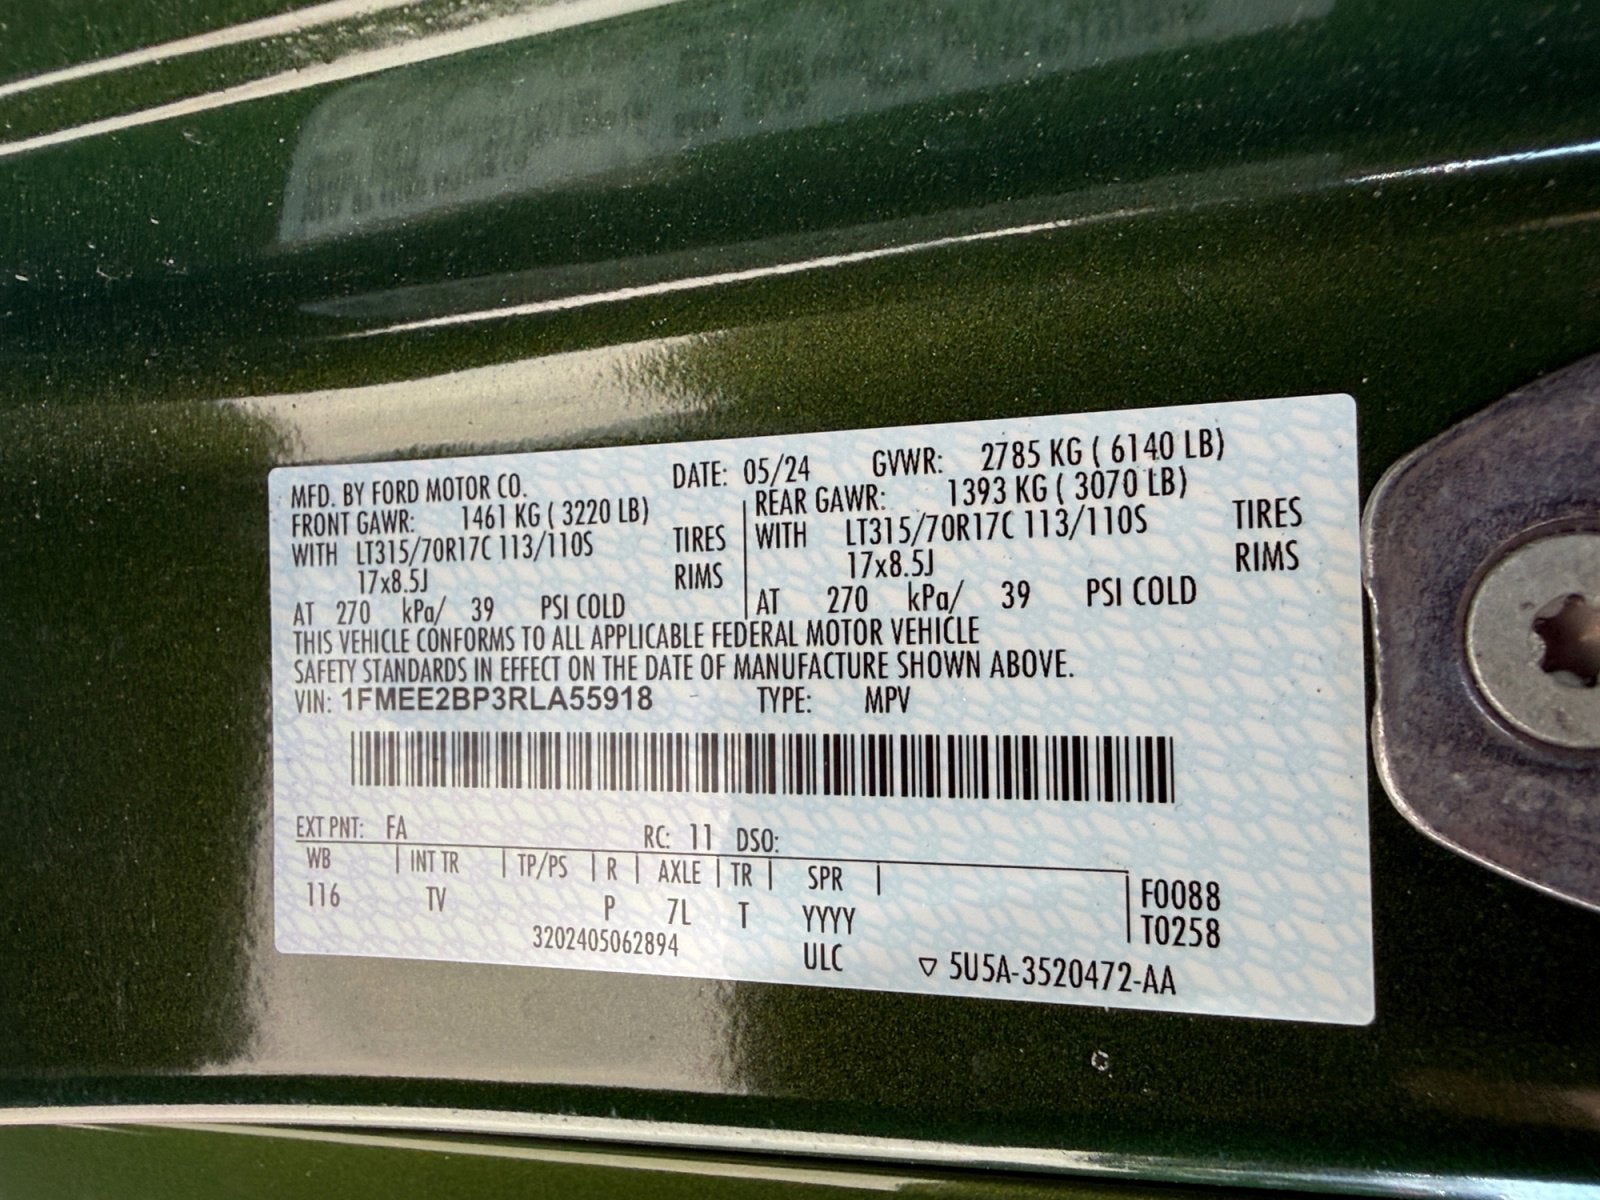 MFD. BY FORD MOTOR CO. DATE: 05/24 GVWR: 2785 KG ( 6140 LB)
FRONT GAWR: 1461 KG ( 3220 LB) REAR GAWR: 1393 KG ( 3070 LB)
WITH LT315/70R17C 113/110S TIRES WITH LT315/70R17C 113/110S TIRES
17x8.5J RIMS 17x8.5J RIMS
AT 270 kPa/ 39 PSI COLD AT 270 kPa/ 39 PSI COLD
THIS VEHICLE CONFORMS TO ALL APPLICABLE FEDERAL MOTOR VEHICLE
SAFETY STANDARDS IN EFFECT ON THE DATE OF MANUFACTURE SHOWN ABOVE.
VIN: 1FMEE2BP3RLA55918 TYPE: MPV
EXT PNT: FA RC: 11 DSO:
WB INT TR TP/PS R AXLE TR SPR
116 TV P 7L T YYYY F0088
T0258
3202405062894 ULC ▽ 5U5A-3520472-AA